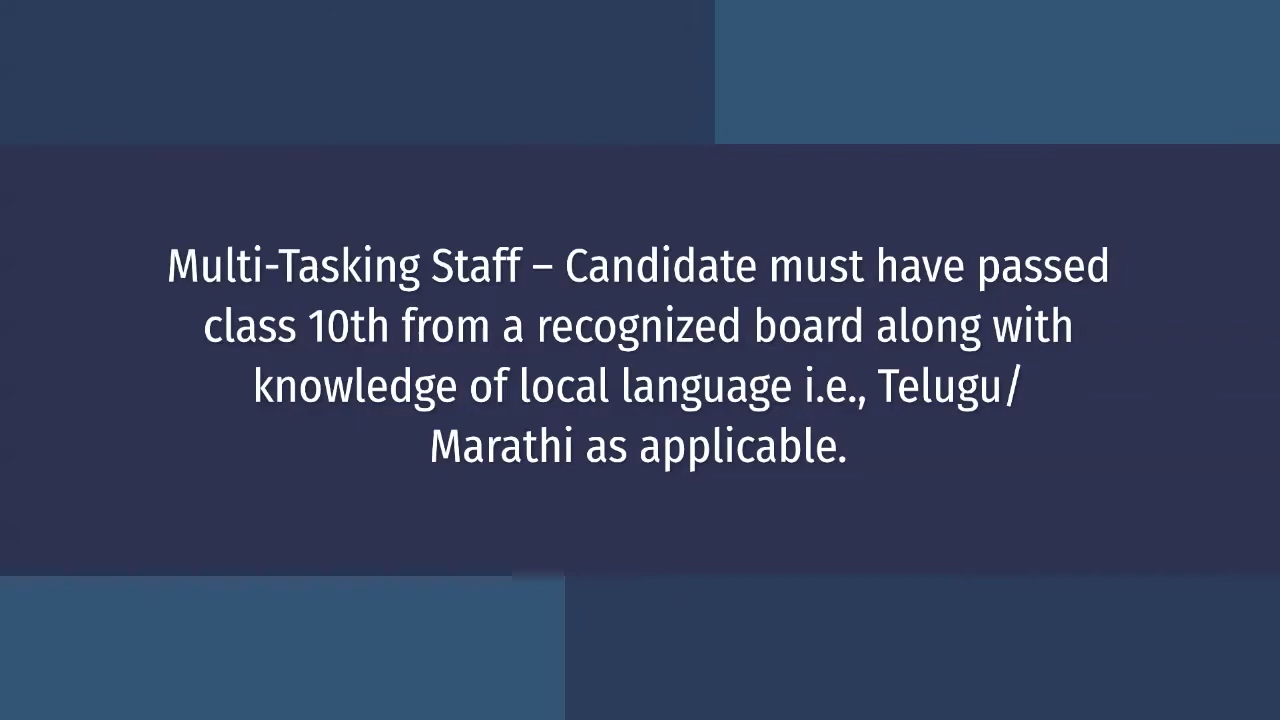 Multi-Tasking Staff – Candidate must have passed
class 10th from a recognized board along with
knowledge of local language i.e., Telugu/
Marathi as applicable.